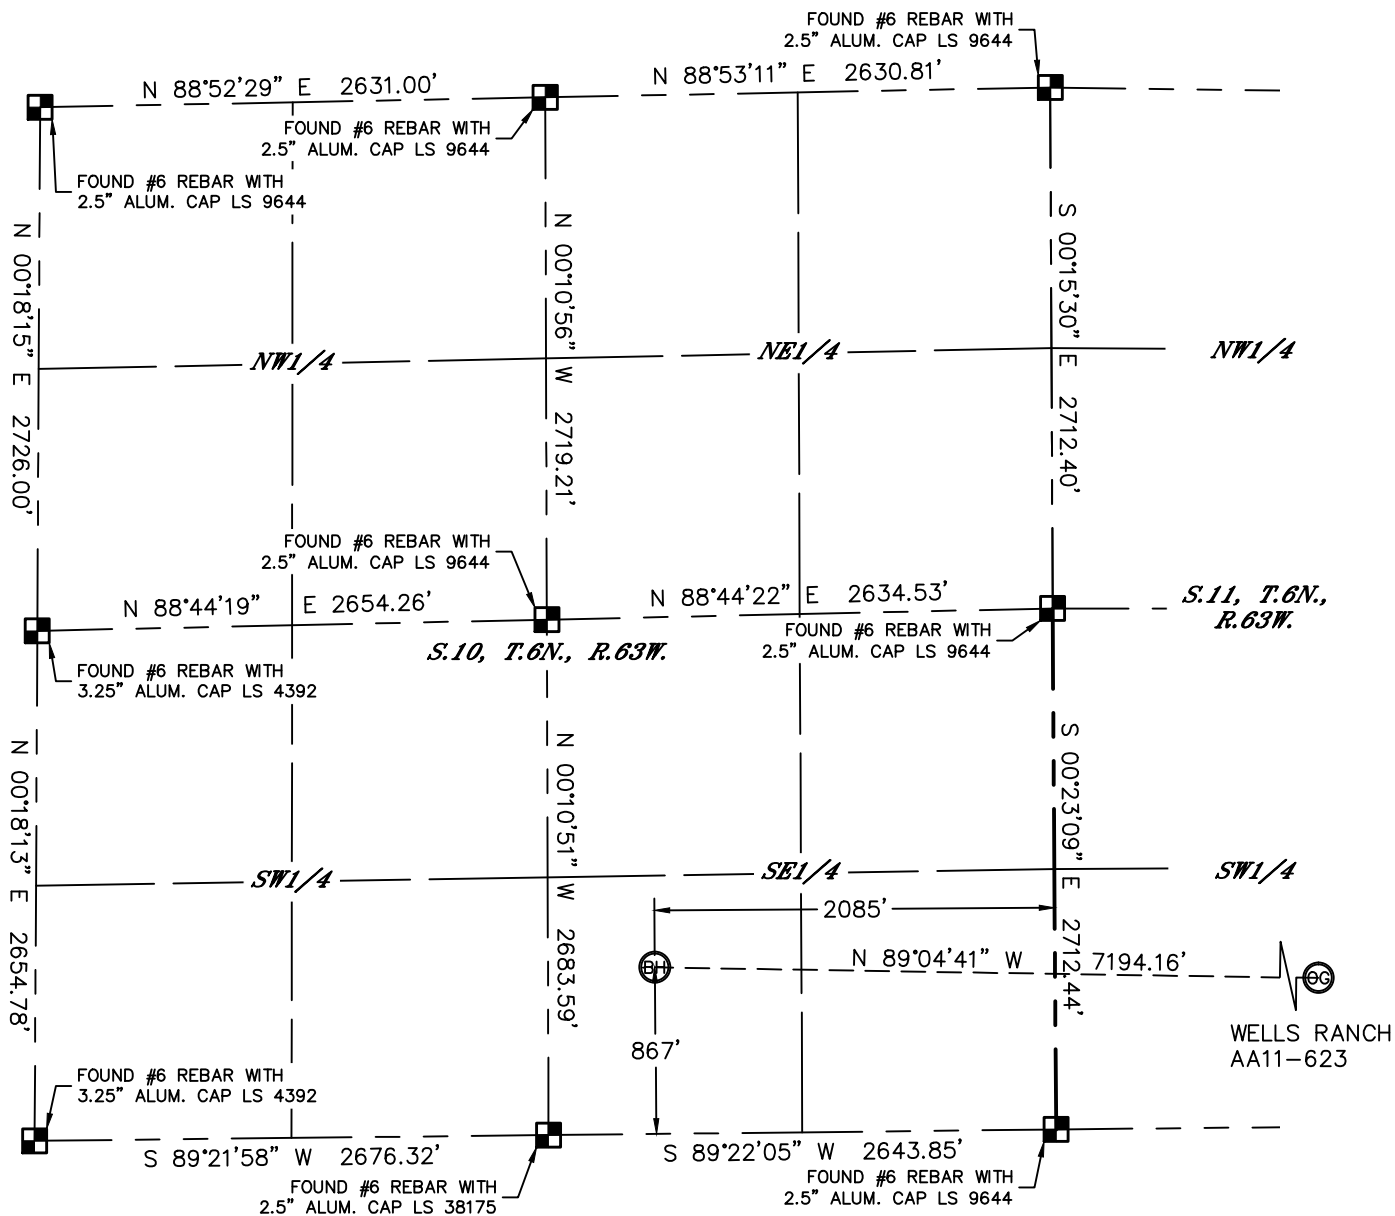 FOUND #6 REBAR WITH
2.5" ALUM. CAP LS 9644
N 88°52'29" E 2631.00'
N 88°53'11" E 2630.81'
FOUND #6 REBAR WITH
2.5" ALUM. CAP LS 9644
FOUND #6 REBAR WITH
2.5" ALUM. CAP LS 9644
N 00°18'15" E 2726.00'
N 00°10'56" W 2719.21'
S 00°15'30" E 2712.40'
NW1/4
NE1/4
NW1/4
FOUND #6 REBAR WITH
2.5" ALUM. CAP LS 9644
N 88°44'19" E 2654.26'
N 88°44'22" E 2634.53'
S.11, T.6N.,
R.63W.
FOUND #6 REBAR WITH
2.5" ALUM. CAP LS 9644
S.10, T.6N., R.63W.
FOUND #6 REBAR WITH
3.25" ALUM. CAP LS 4392
N 00°18'13" E 2654.78'
N 00°10'51" W 2683.59'
S 00°23'09" E 2712.44'
SW1/4
SE1/4
SW1/4
2085'
BH
N 89°04'41" W 7194.16'
OG
WELLS RANCH
AA11-623
867'
FOUND #6 REBAR WITH
3.25" ALUM. CAP LS 4392
S 89°21'58" W 2676.32'
S 89°22'05" W 2643.85'
FOUND #6 REBAR WITH
2.5" ALUM. CAP LS 38175
FOUND #6 REBAR WITH
2.5" ALUM. CAP LS 9644